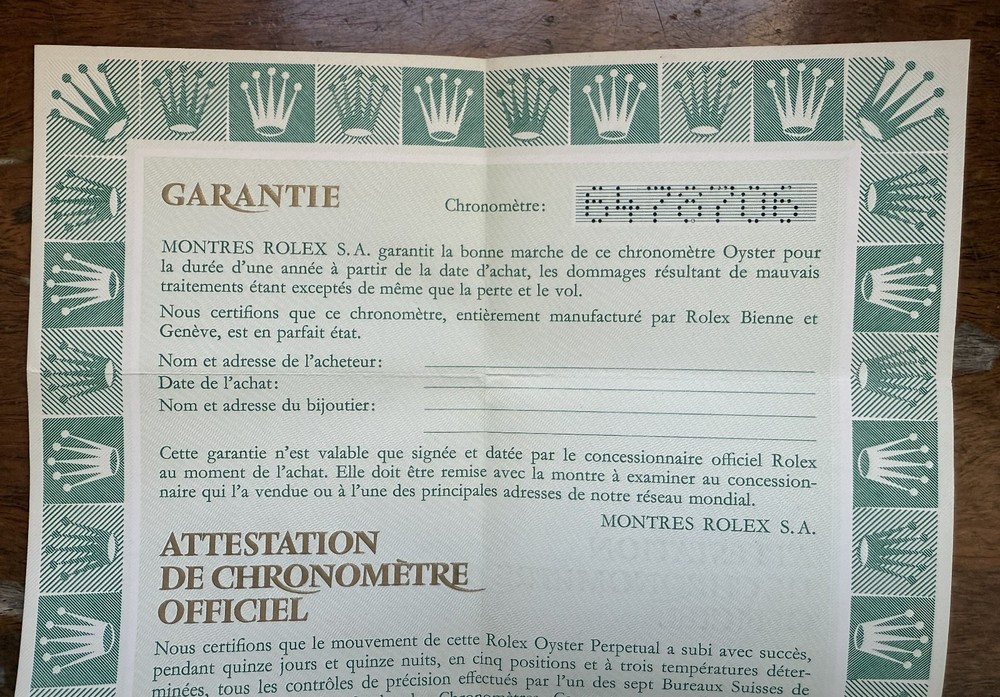 GARANTIE
Chronomètre:
MONTRES ROLEX S.A. garantit la bonne marche de ce chronomètre Oyster pour
la durée d'une année à partir de la date d'achat, les dommages résultant de mauvais
traitements étant exceptés de même que la perte et le vol.
Nous certifions que ce chronomètre, entièrement manufacturé par Rolex Bienne et
Genève, est en parfait état.
Nom et adresse de l'acheteur:
Date de l'achat:
Nom et adresse du bijoutier:
Cette garantie n'est valable que signée et datée par le concessionnaire officiel Rolex
au moment de l'achat. Elle doit être remise avec la montre à examiner au concession-
naire qui l'a vendue ou à l'une des principales adresses de notre réseau mondial.
MONTRES ROLEX S.A.
ATTESTATION
DE CHRONOMÈTRE
OFFICIEL
Nous certifions que le mouvement de cette Rolex Oyster Perpetual a subi avec succès,
pendant quinze jours et quinze nuits, en cinq positions et à trois températures déter-
minées, tous les contrôles de précision effectués par l'un des sept Bureaux Suisses de